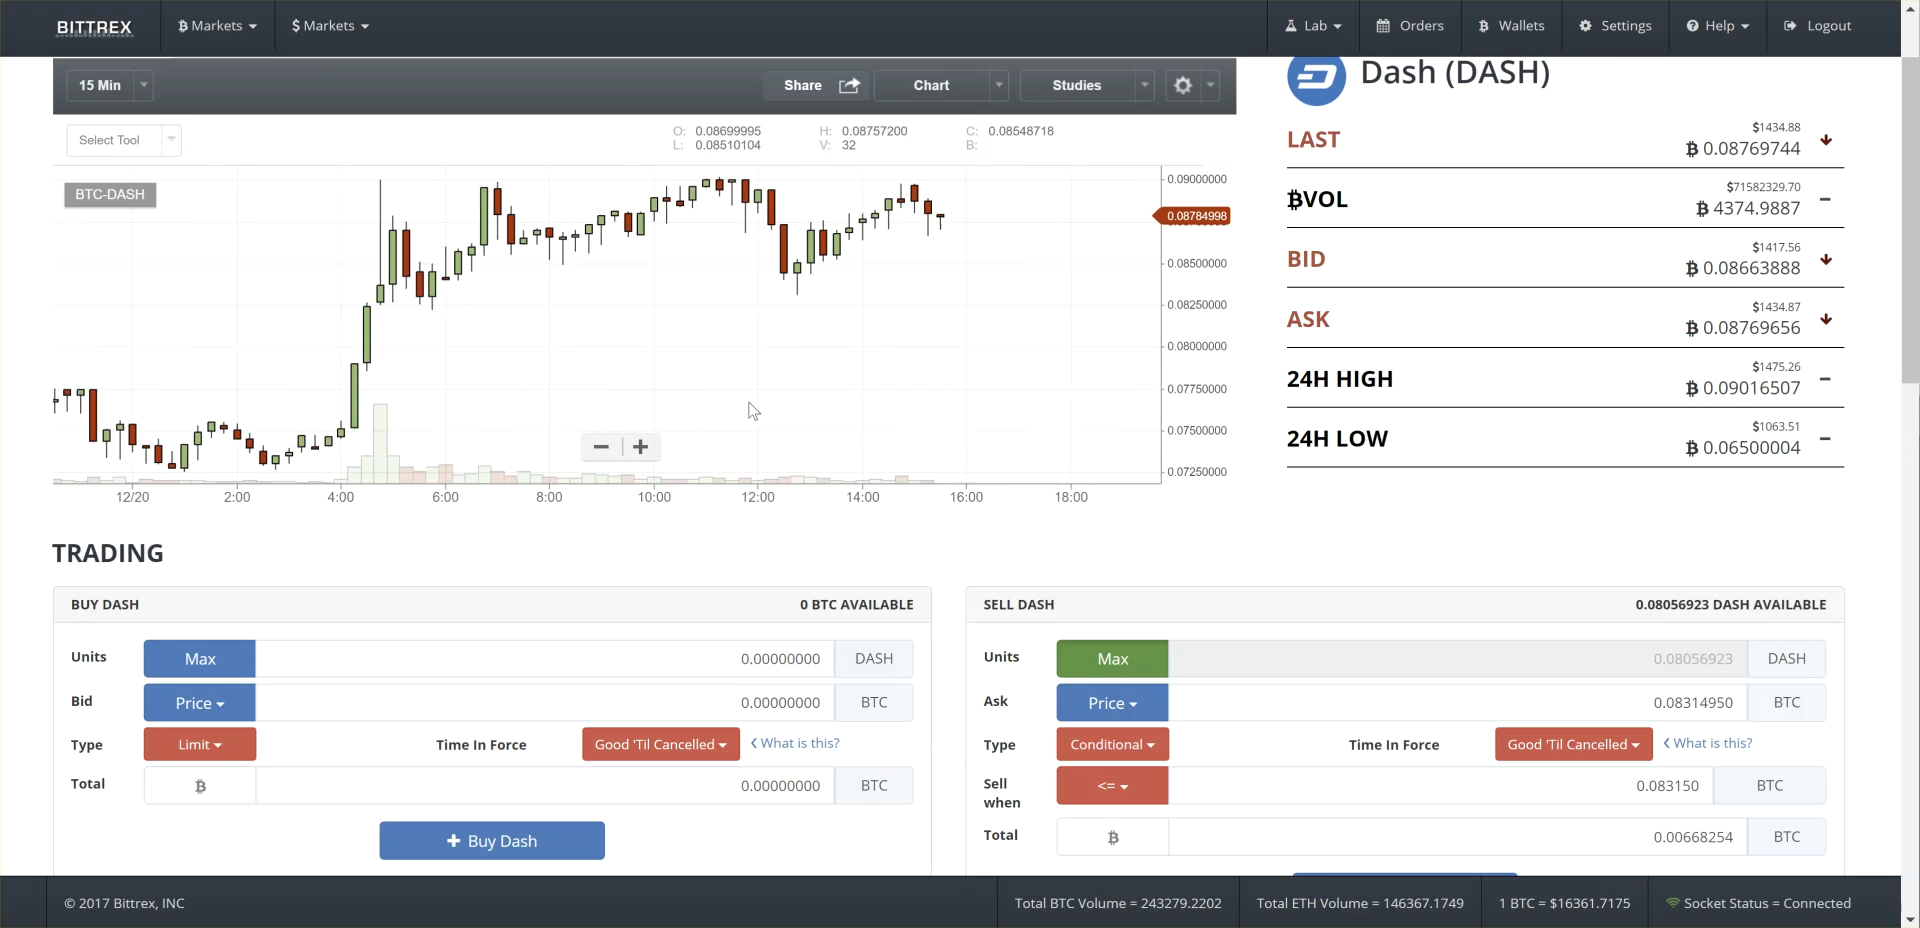 BITTREX
Markets
$ Markets
Lab
Orders
Wallets
Settings
Help
Logout
15 Min
Share
Chart
Studies
Select Tool
O: 0.08699995 H: 0.08757200 C: 0.08548718
L: 0.08510104 V: 32 B:
BTC-DASH
0.09000000
0.08784998
0.08500000
0.08250000
0.08000000
0.07750000
0.07500000
0.07250000
12/20 2:00 4:00 6:00 8:00 10:00 12:00 14:00 16:00 18:00
Dash (DASH)
$1434.88
LAST Ƀ 0.08769744
$71582329.70
ɃVOL Ƀ 4374.9887
$1417.56
BID Ƀ 0.08663888
$1434.87
ASK Ƀ 0.08769656
$1475.26
24H HIGH Ƀ 0.09016507
$1063.51
24H LOW Ƀ 0.06500004
TRADING
BUY DASH 0 BTC AVAILABLE
Units Max 0.00000000 DASH
Bid Price 0.00000000 BTC
Type Limit Time In Force Good 'Til Cancelled What is this?
Total Ƀ 0.00000000 BTC
+ Buy Dash
SELL DASH 0.08056923 DASH AVAILABLE
Units Max 0.08056923 DASH
Ask Price 0.08314950 BTC
Type Conditional Time In Force Good 'Til Cancelled What is this?
Sell when <= 0.083150 BTC
Total Ƀ 0.00668254 BTC
© 2017 Bittrex, INC
Total BTC Volume = 243279.2202
Total ETH Volume = 146367.1749
1 BTC = $16361.7175
Socket Status = Connected